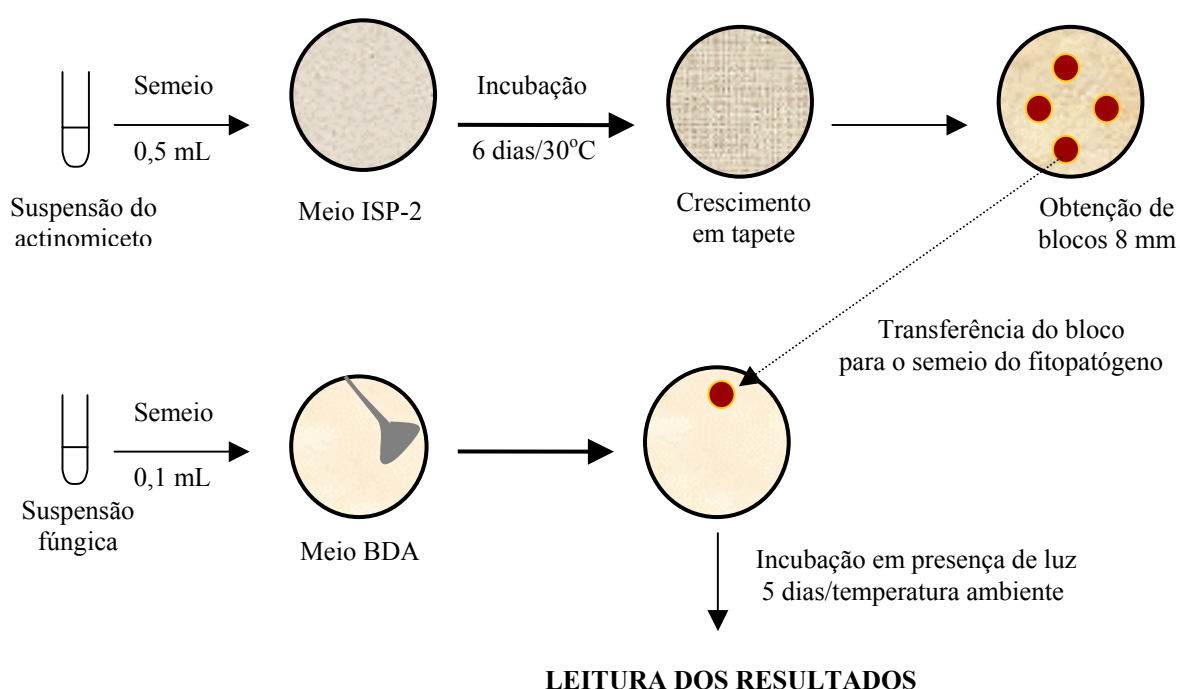 Semeio
0,5 mL
Suspensão do
actinomiceto
Meio ISP-2
Incubação
6 dias/30°C
Crescimento
em tapete
Obtenção de
blocos 8 mm
Transferência do bloco
para o semeio do fitopatógeno
Semeio
0,1 mL
Suspensão
fúngica
Meio BDA
Incubação em presença de luz
5 dias/temperatura ambiente
LEITURA DOS RESULTADOS